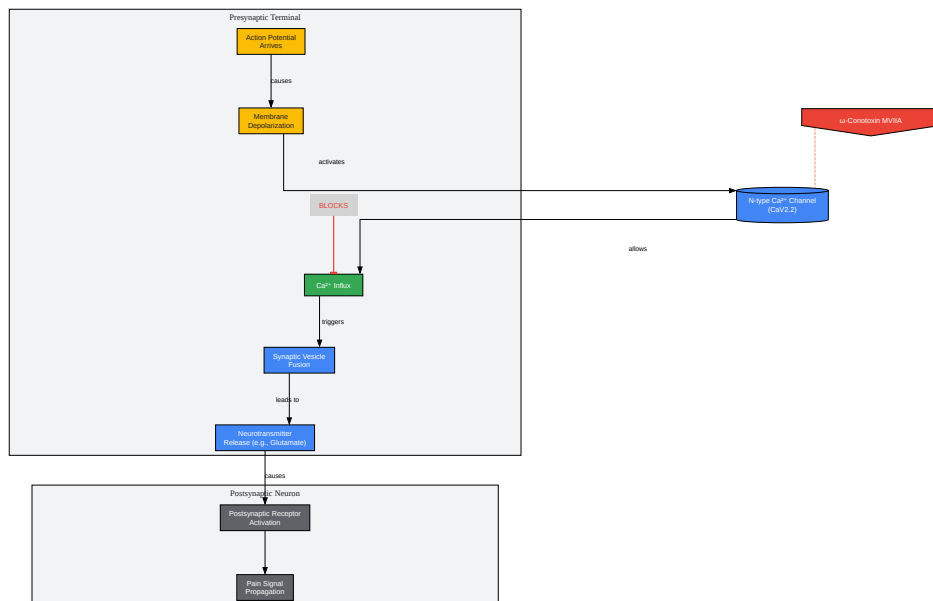 Presynaptic Terminal
Action Potential
Arrives
causes
Membrane
Depolarization
ω-Conotoxin MVIIA
activates
N-type Ca²⁺ Channel
(CaV2.2)
BLOCKS
allows
Ca²⁺ Influx
triggers
Synaptic Vesicle
Fusion
leads to
Neurotransmitter
Release (e.g., Glutamate)
causes
Postsynaptic Neuron
Postsynaptic Receptor
Activation
Pain Signal
Propagation